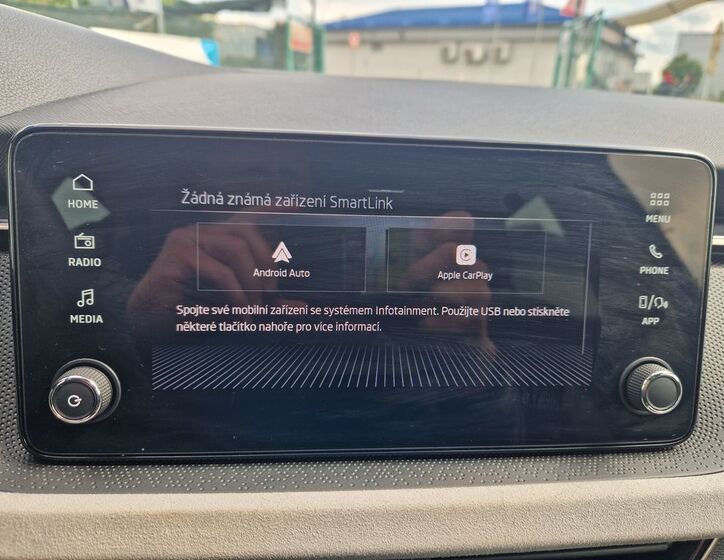 HOME
RADIO
MEDIA
Žádná známá zařízení SmartLink
Android Auto
Apple CarPlay
Spojte své mobilní zařízení se systémem Infotainment. Použijte USB nebo stiskněte
některé tlačítko nahoře pro více informací.
MENU
PHONE
APP